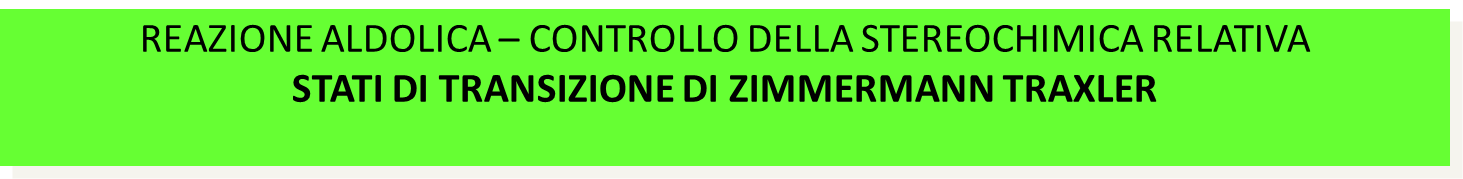 REAZIONE ALDOLICA – CONTROLLO DELLA STEREOCHIMICA RELATIVA
STATI DI TRANSIZIONE DI ZIMMERMANN TRAXLER